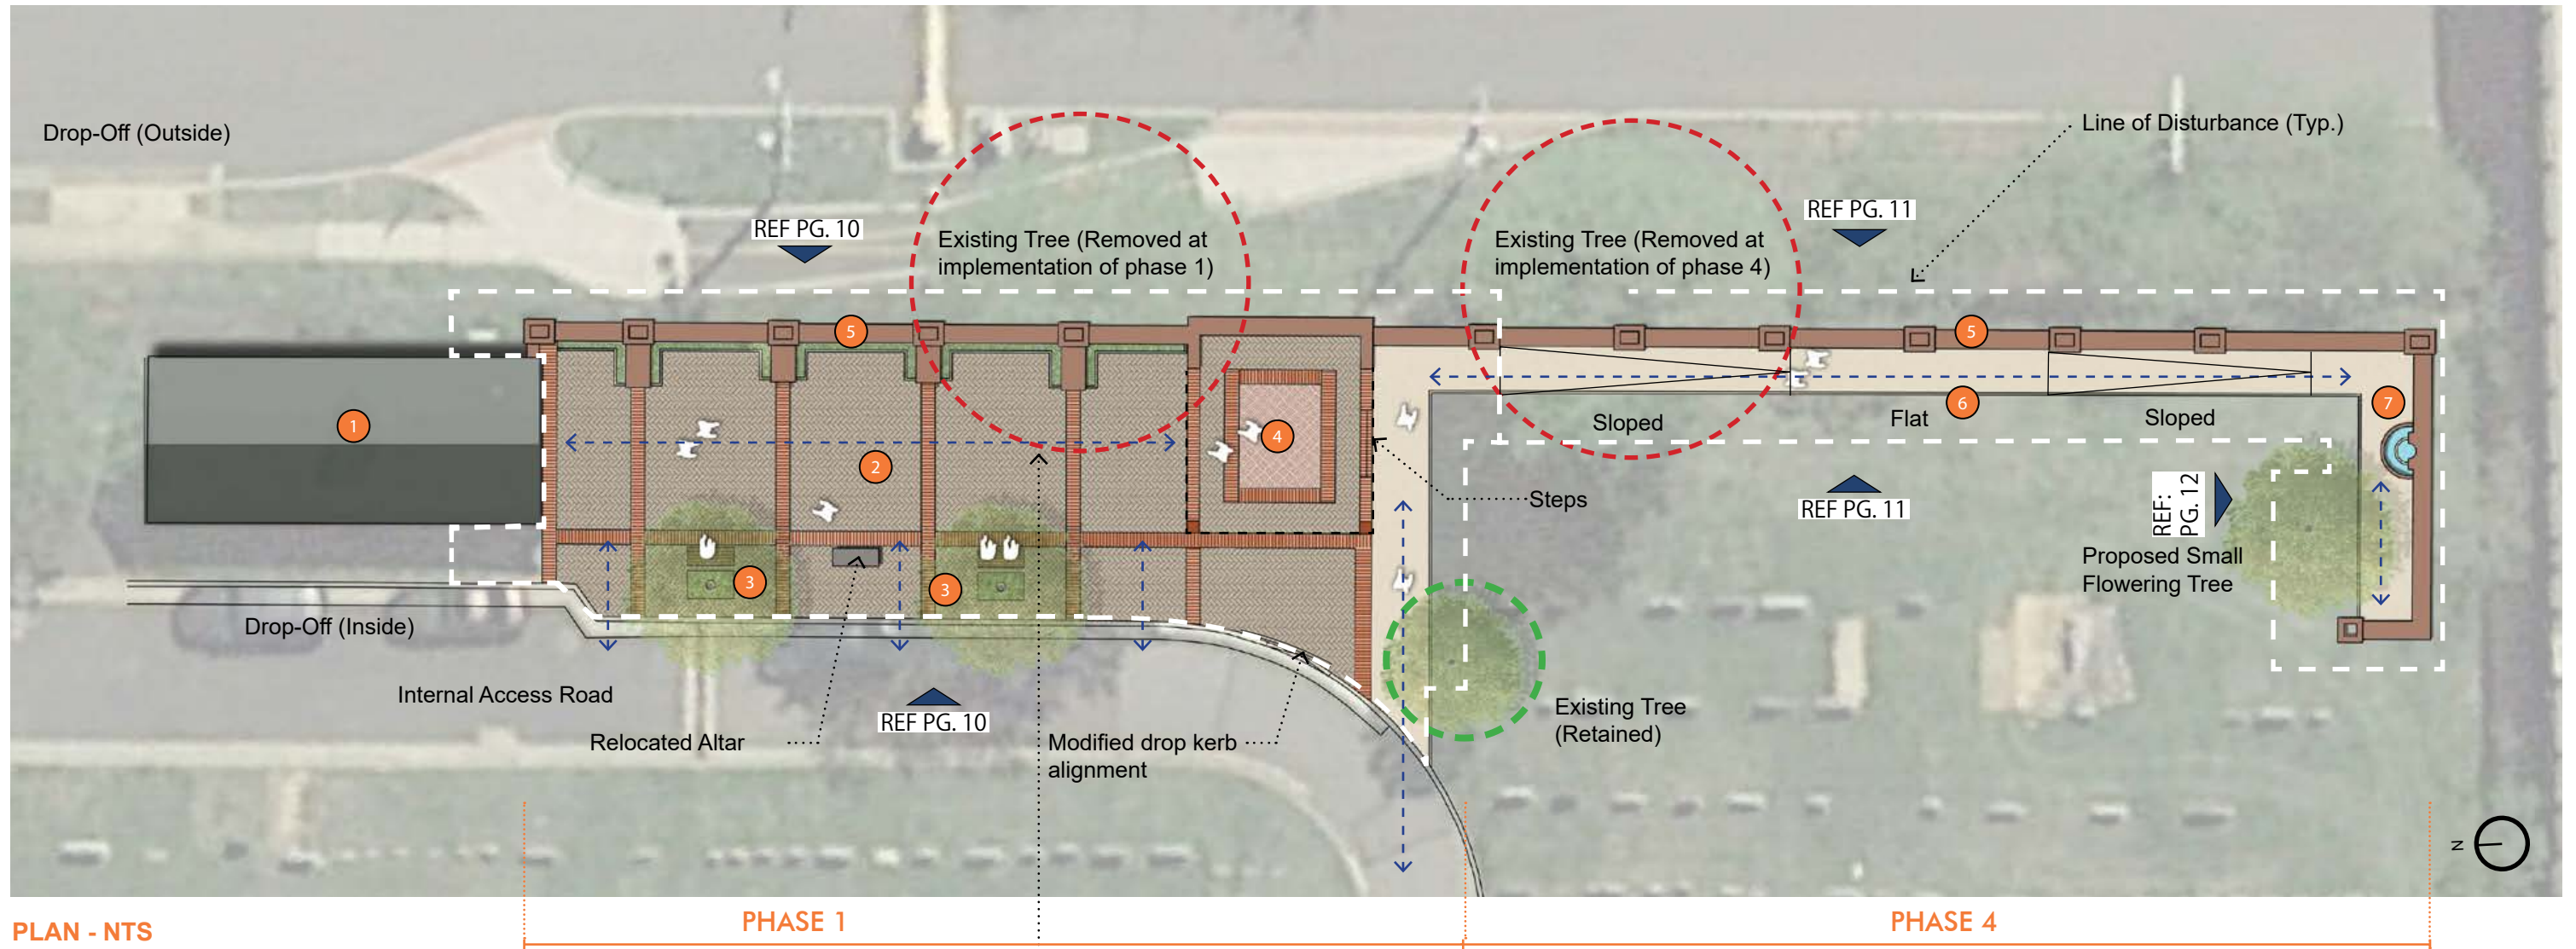 Drop-Off (Outside)
Line of Disturbance (Typ.)
REF PG. 10
Existing Tree (Removed at
implementation of phase 1)
Existing Tree (Removed at
implementation of phase 4)
REF PG. 11
5
5
1
2
4
6
7
Sloped
Flat
Sloped
Steps
REF PG. 11
REF:
PG. 12
Proposed Small
Flowering Tree
3
3
Drop-Off (Inside)
Internal Access Road
REF PG. 10
Relocated Altar
Modified drop kerb
alignment
Existing Tree
(Retained)
N
PLAN - NTS
PHASE 1
PHASE 4